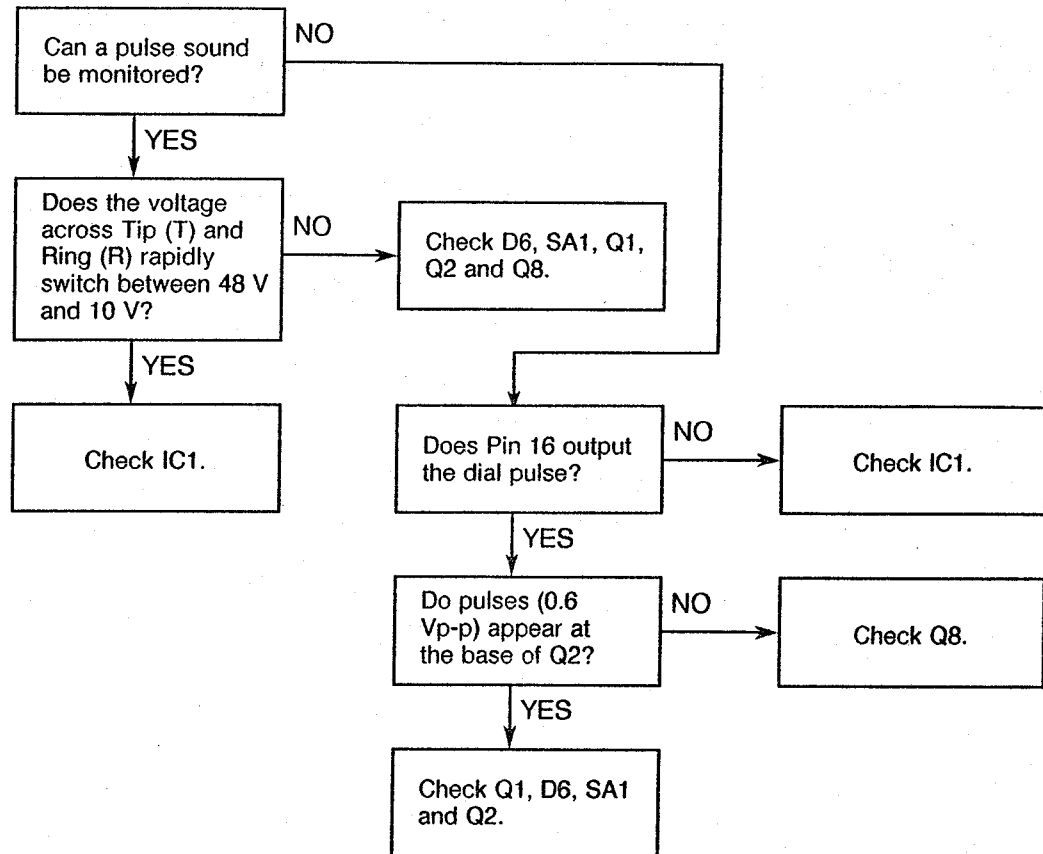 Can a pulse sound
be monitored?
NO
YES
Does the voltage
across Tip (T) and
Ring (R) rapidly
switch between 48 V
and 10 V?
NO
Check D6, SA1, Q1,
Q2 and Q8.
YES
Check IC1.
Does Pin 16 output
the dial pulse?
NO
Check IC1.
YES
Do pulses (0.6
Vp-p) appear at
the base of Q2?
NO
Check Q8.
YES
Check Q1, D6, SA1
and Q2.